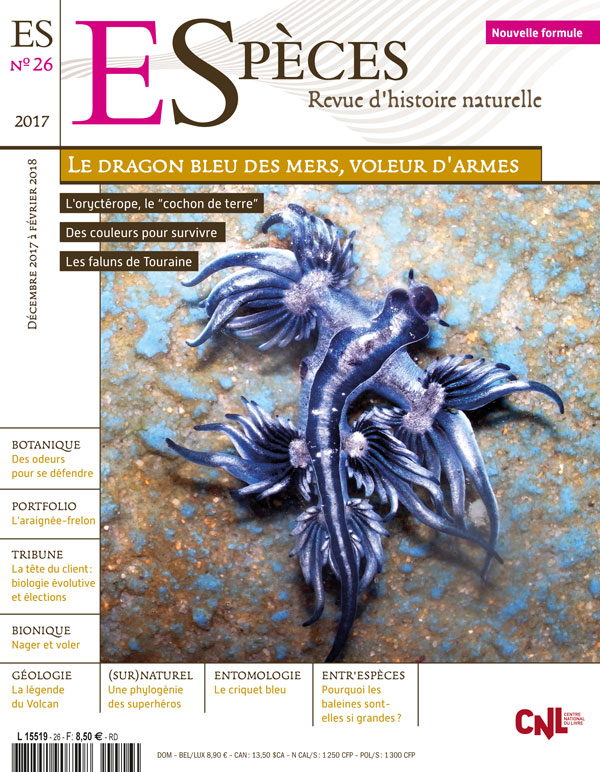 ES
Nº 26
2017
ESPÈCES
Revue d'histoire naturelle
Nouvelle formule
DÉCEMBRE 2017 À FÉVRIER 2018
LE DRAGON BLEU DES MERS, VOLEUR D'ARMES
L'oryctérope, le “cochon de terre”
Des couleurs pour survivre
Les faluns de Touraine
BOTANIQUE
Des odeurs
pour se défendre
PORTFOLIO
L'araignée-frelon
TRIBUNE
La tête du client :
biologie évolutive
et élections
BIONIQUE
Nager et voler
GÉOLOGIE
La légende
du Volcan
(SUR)NATUREL
Une phylogénie
des superhéros
ENTOMOLOGIE
Le criquet bleu
ENTR'ESPÈCES
Pourquoi les
baleines sont-
elles si grandes ?
CNL
CENTRE
NATIONAL
DU LIVRE
L 15519 - 26 - F: 8,50 € - RD
DOM – BEL/LUX 8,90 € – CAN : 13,50 $CA – N CAL/S : 1 250 CFP – POL/S : 1 300 CFP